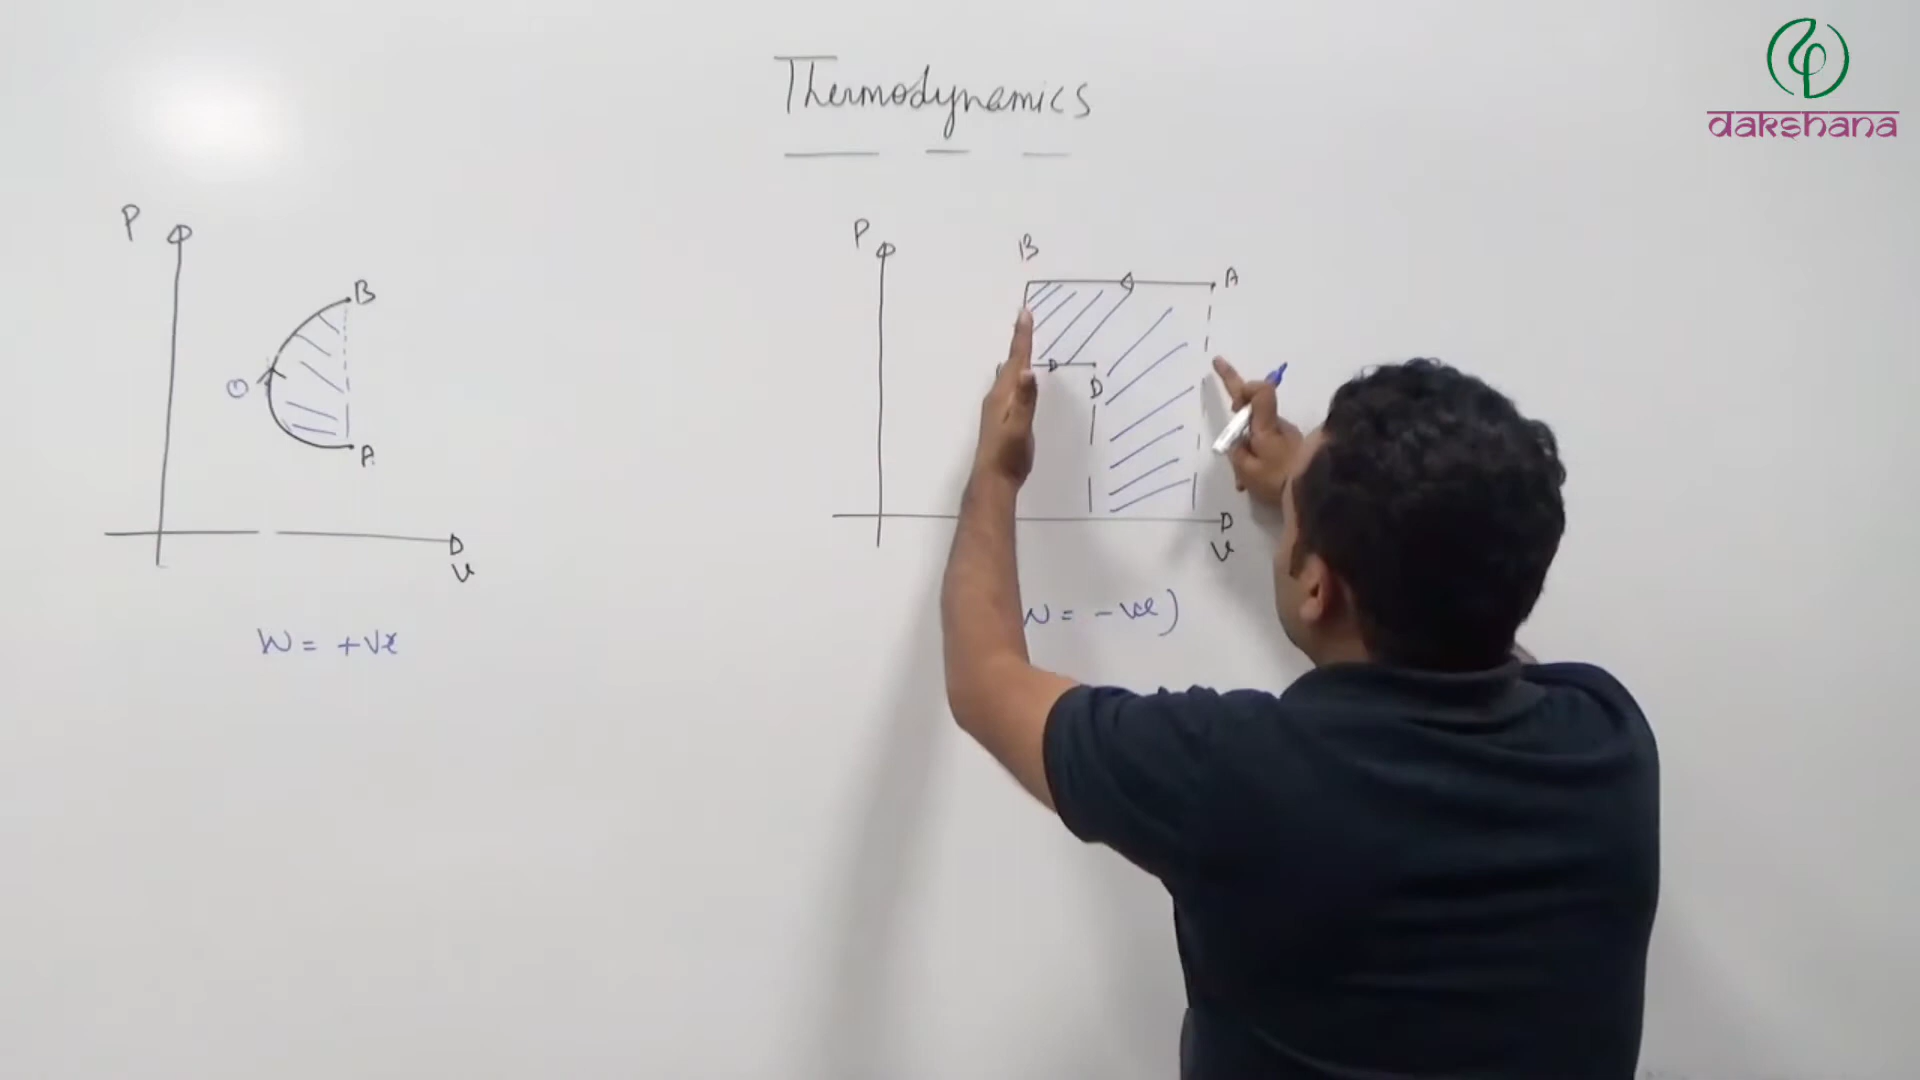 Thermodynamics
dakshana
P
B
A
V
W = +ve
P
B
A
D
V
W = -ve)